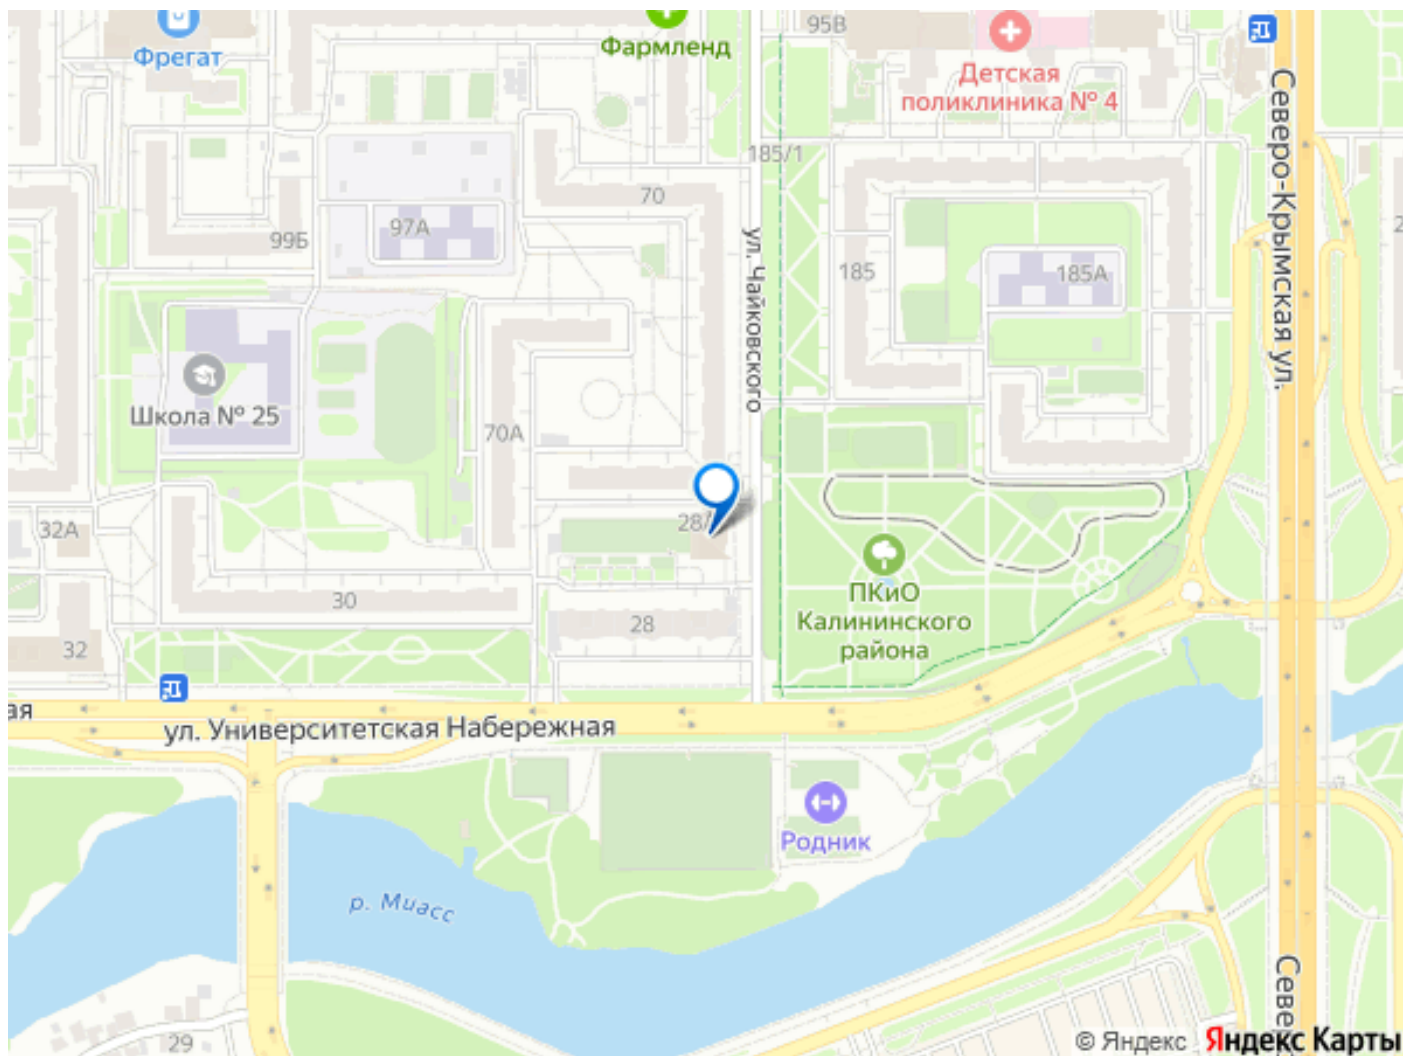 95В
Фрегат
Фармленд
Детская
поликлиника № 4
Северо-Крымская ул.
185/1
70
97А
99Б
ул. Чайковского
185
185А
Школа № 25
70А
32А
28/
ПКиО
Калининского
района
30
28
32
ая
ул. Университетская Набережная
Родник
р. Миасс
Севе
29
© Яндекс Яндекс Карты